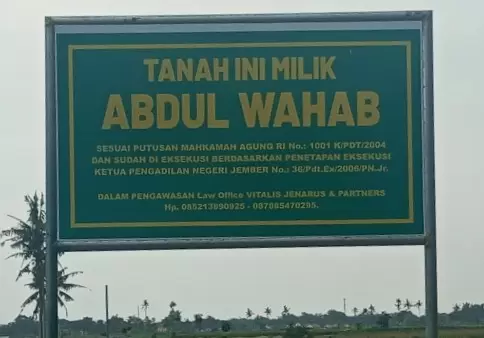 TANAH INI MILIK
ABDUL WAHAB
SESUAI PUTUSAN MAHKAMAH AGUNG RI No.: 1001 K/PDT/2004
DAN SUDAH DI EKSEKUSI BERDASARKAN PENETAPAN EKSEKUSI
KETUA PENGADILAN NEGERI JEMBER No.: 36/Pdt.Ex/2006/PN.Jr.
DALAM PENGAWASAN Law Office VITALIS JENARUS & PARTNERS
Hp. 085213690925 - 087885470295.